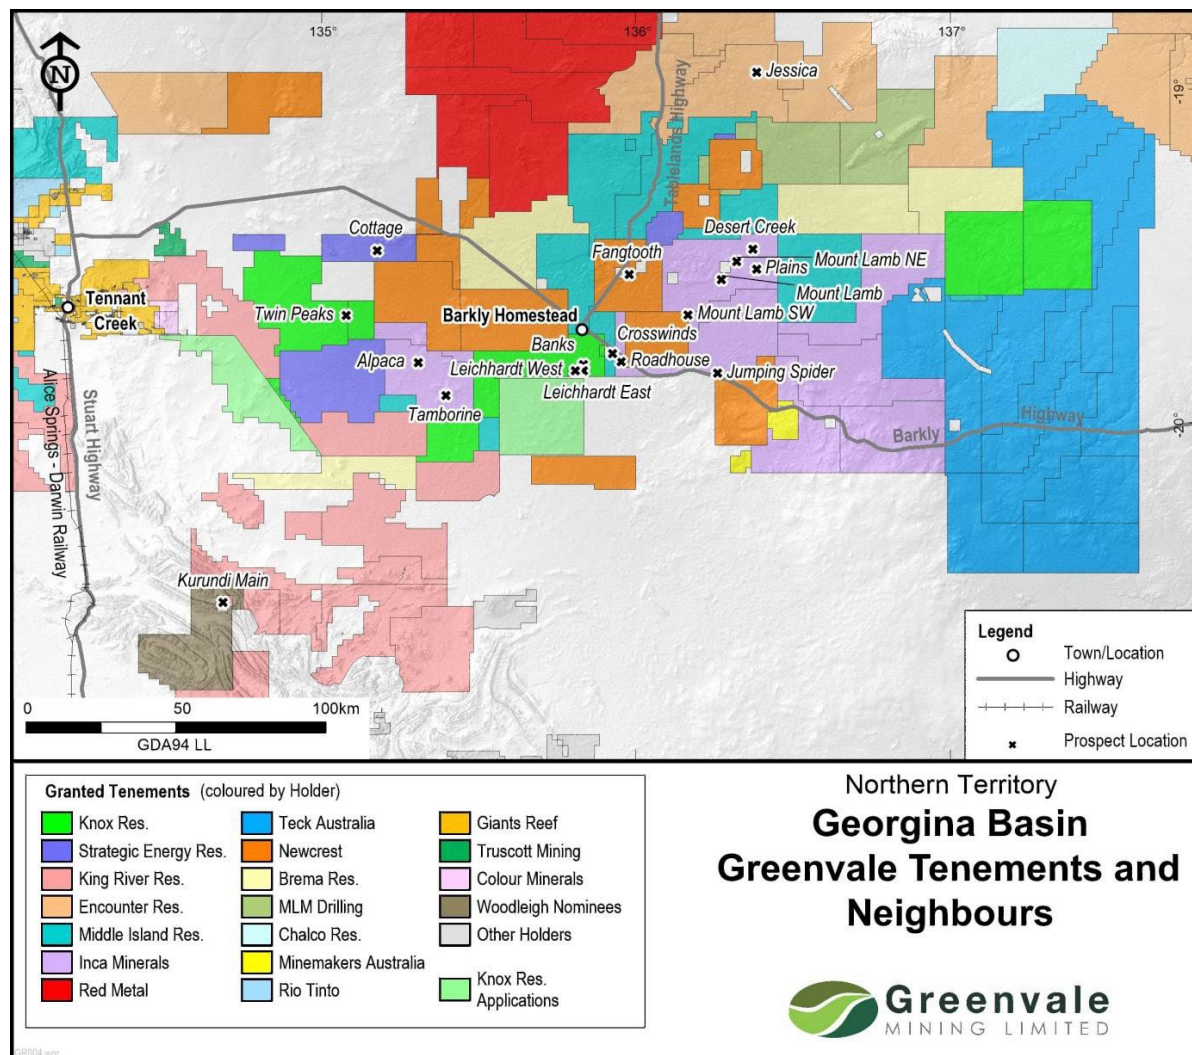 135°
136°
137°
-19°
N
Jessica
Tablelands Highway
Cottage
Desert Creek
Fangtooth
Mount Lamb NE
Plains
Mount Lamb
Tennant
Creek
Twin Peaks
Barkly Homestead
Mount Lamb SW
Banks
Crosswinds
Alpaca
Leichhardt West
Roadhouse
Leichhardt East
Jumping Spider
Tamborine
Barkly
Highway
-20°
Alice Springs - Darwin Railway
Stuart Highway
Kurundi Main
0
50
100km
GDA94 LL
Legend
Town/Location
Highway
Railway
Prospect Location
Granted Tenements (coloured by Holder)
Knox Res.
Strategic Energy Res.
King River Res.
Encounter Res.
Middle Island Res.
Inca Minerals
Red Metal
Teck Australia
Newcrest
Brema Res.
MLM Drilling
Chalco Res.
Minemakers Australia
Rio Tinto
Giants Reef
Truscott Mining
Colour Minerals
Woodleigh Nominees
Other Holders
Knox Res.
Applications
Northern Territory
Georgina Basin
Greenvale Tenements and
Neighbours
Greenvale
MINING LIMITED
GR004.wor